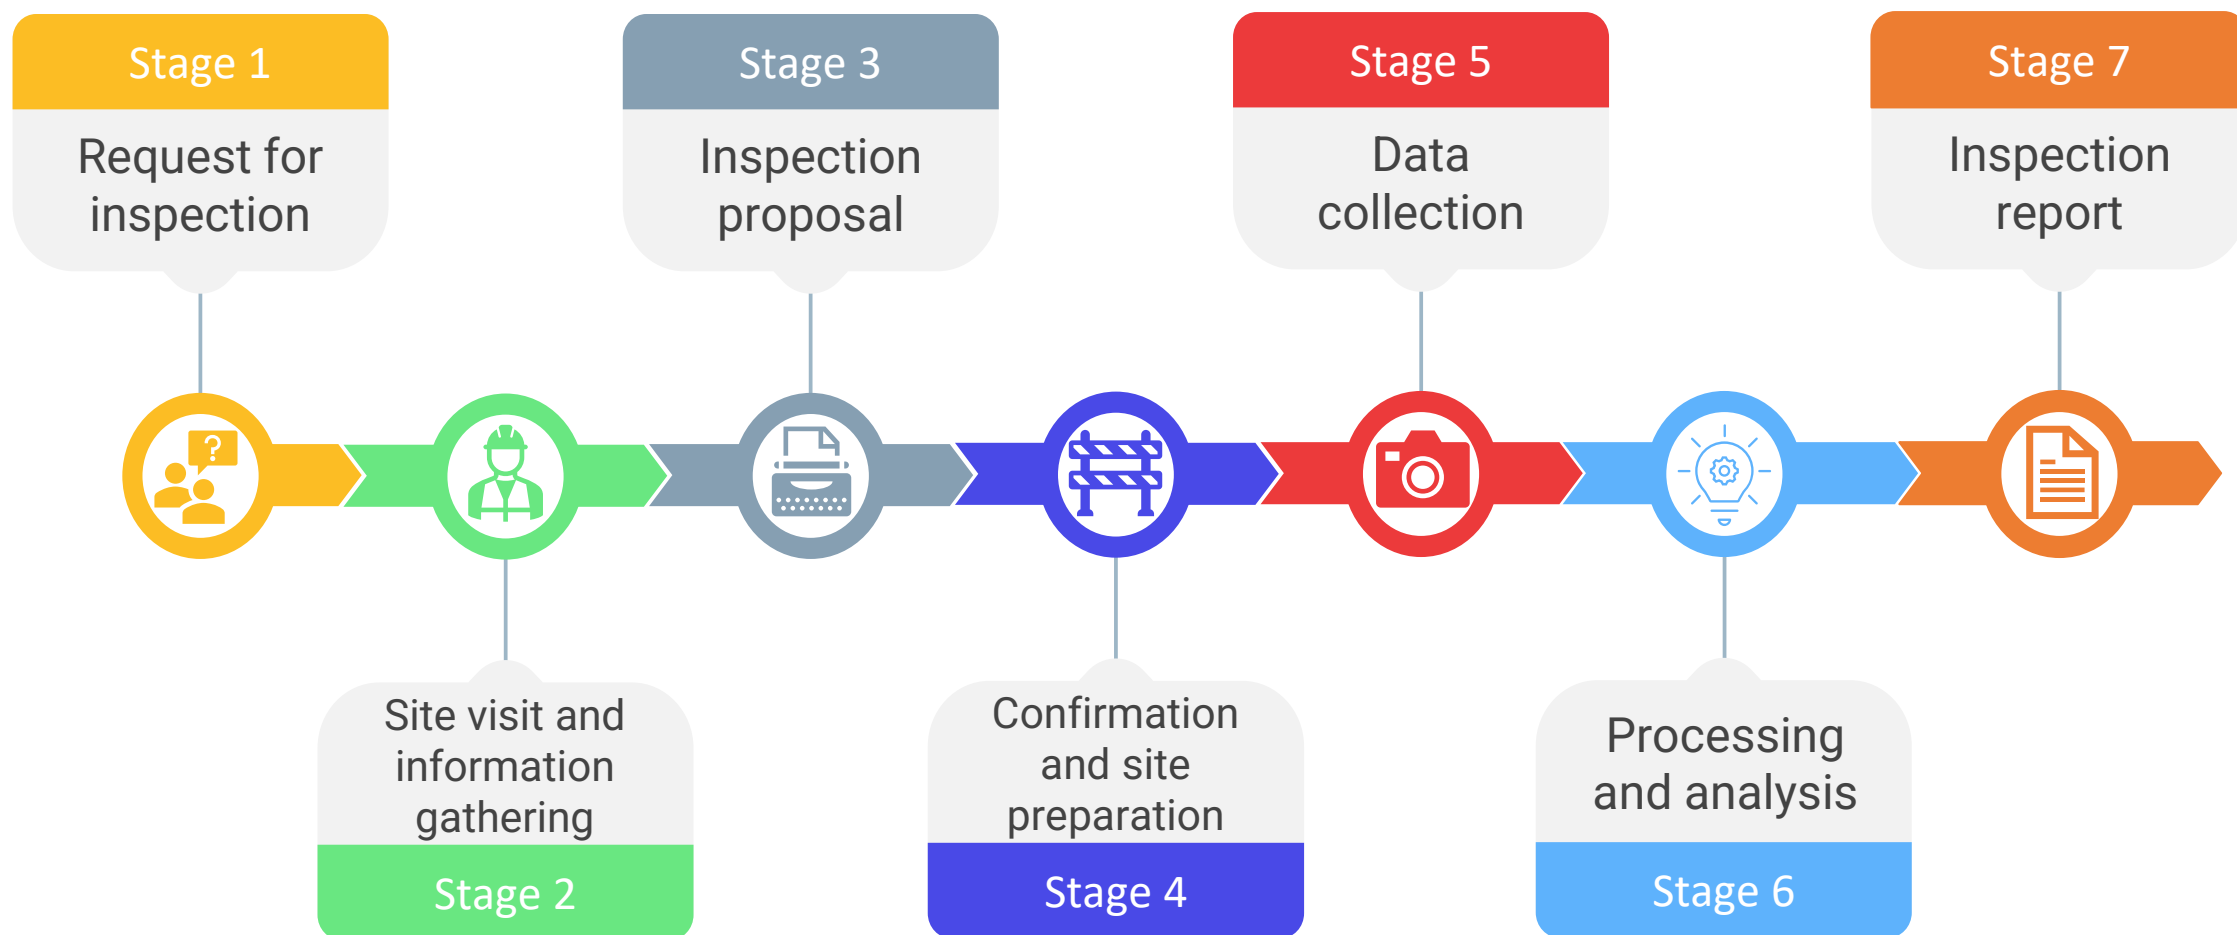 Stage 1
Request for
inspection
Site visit and
information
gathering
Stage 2
Stage 3
Inspection
proposal
Confirmation
and site
preparation
Stage 4
Stage 5
Data
collection
Processing
and analysis
Stage 6
Stage 7
Inspection
report
?